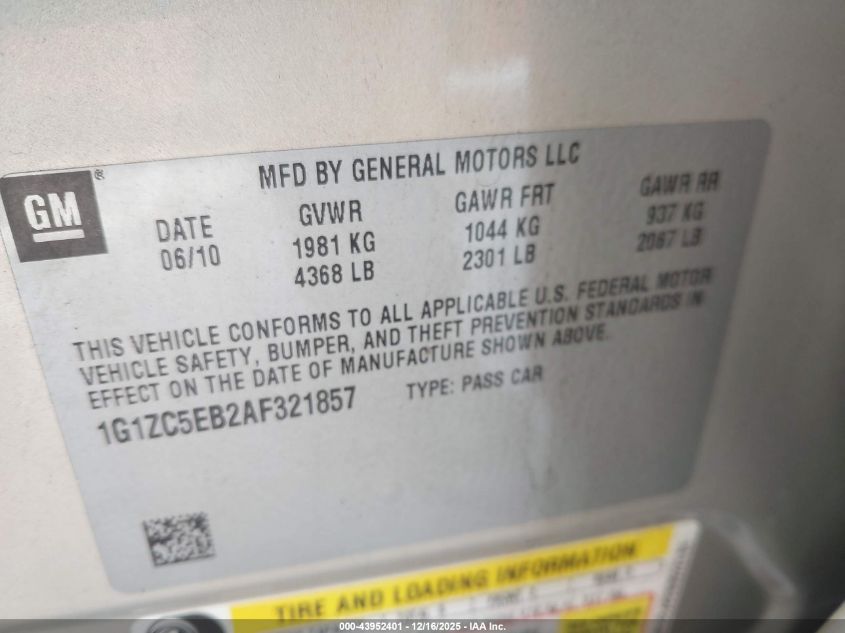 MFD BY GENERAL MOTORS LLC
GM®
DATE GVWR GAWR FRT GAWR RR
06/10 1981 KG 1044 KG 937 KG
4368 LB 2301 LB 2067 LB
THIS VEHICLE CONFORMS TO ALL APPLICABLE U.S. FEDERAL MOTOR
VEHICLE SAFETY, BUMPER, AND THEFT PREVENTION STANDARDS IN
EFFECT ON THE DATE OF MANUFACTURE SHOWN ABOVE.
1G1ZC5EB2AF321857 TYPE: PASS CAR
TIRE AND LOADING INFORMATION
000-43952401 - 12/16/2025 - IAA Inc.